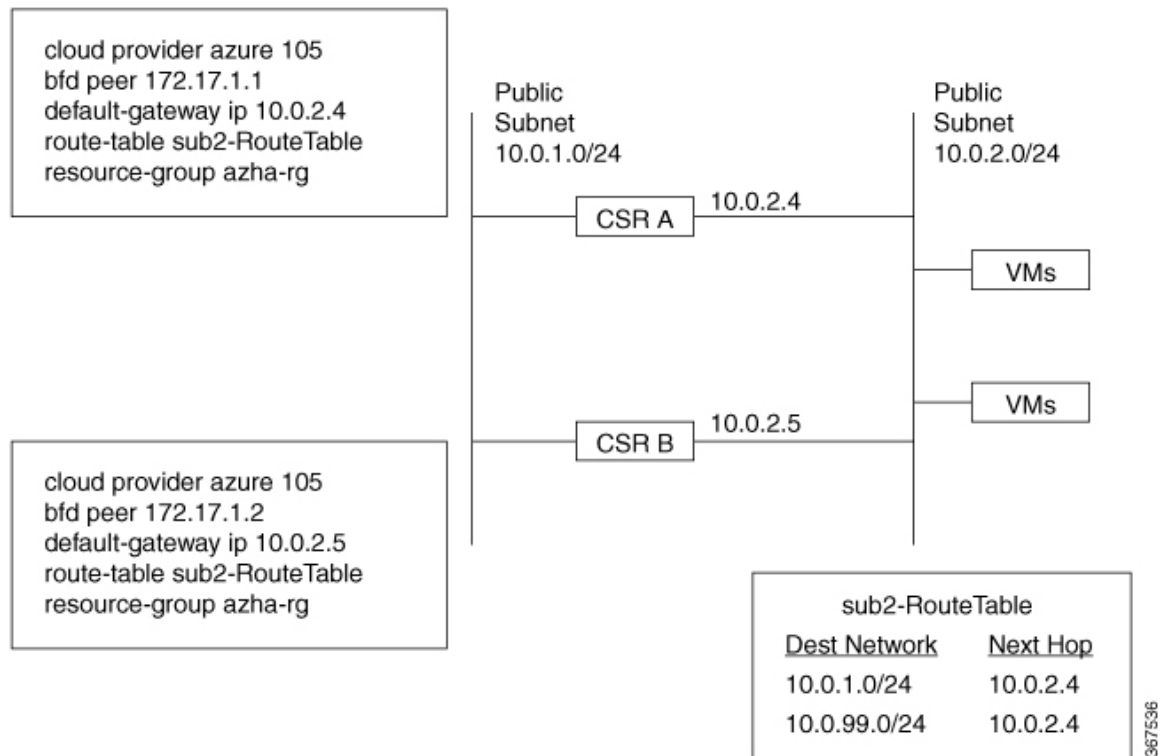 cloud provider azure 105
bfd peer 172.17.1.1
default-gateway ip 10.0.2.4
route-table sub2-RouteTable
resource-group azha-rg
Public
Subnet
10.0.1.0/24
Public
Subnet
10.0.2.0/24
CSR A
10.0.2.4
VMs
VMs
CSR B
10.0.2.5
cloud provider azure 105
bfd peer 172.17.1.2
default-gateway ip 10.0.2.5
route-table sub2-RouteTable
resource-group azha-rg
sub2-RouteTable
Dest Network Next Hop
10.0.1.0/24 10.0.2.4
10.0.99.0/24 10.0.2.4
367536